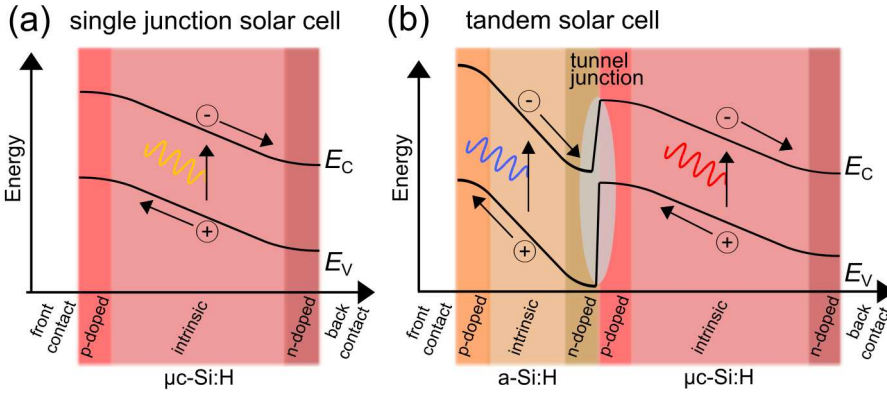 (a) single junction solar cell
Energy
-
+
E_C
E_V
front
contact
p-doped
intrinsic
n-doped
back
contact
µc-Si:H
(b) tandem solar cell
tunnel
junction
Energy
-
+
-
+
E_C
E_V
front
contact
p-doped
intrinsic
n-doped
p-doped
intrinsic
n-doped
back
contact
a-Si:H
µc-Si:H